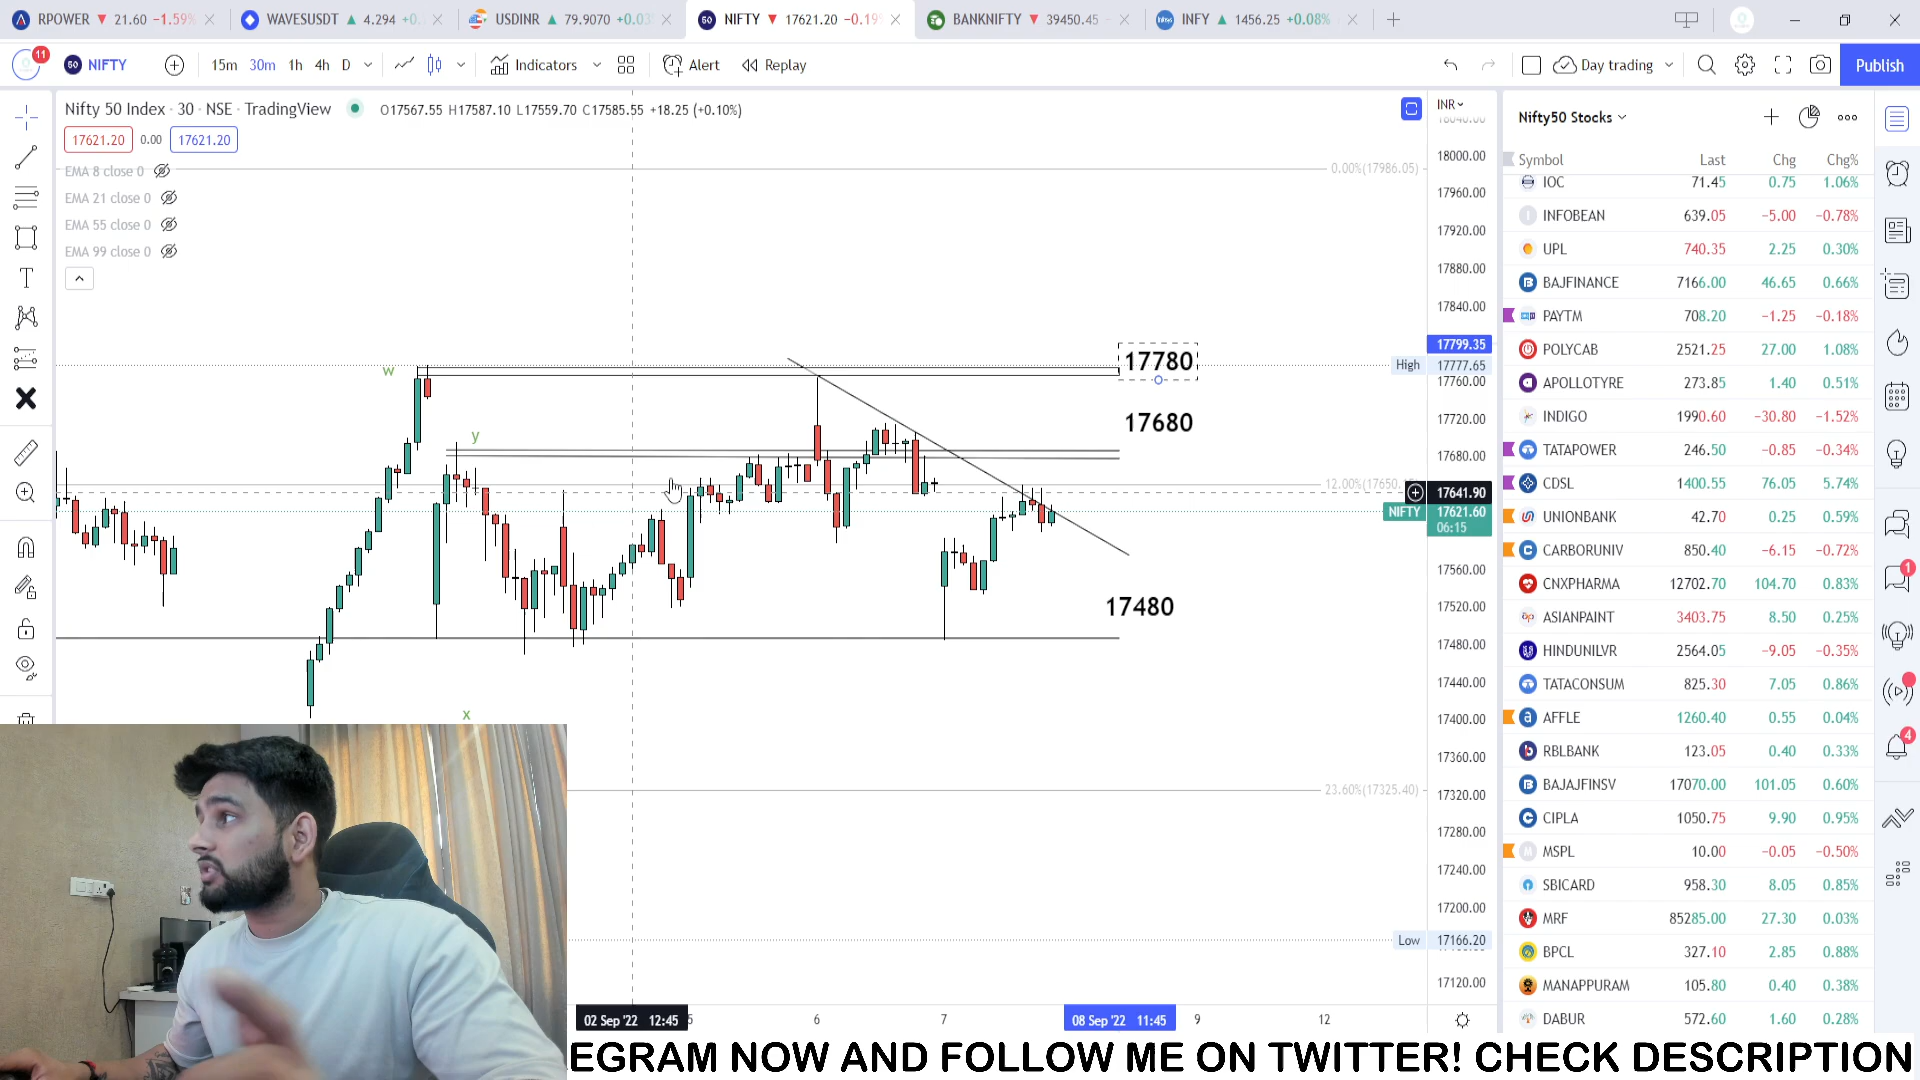 RPOWER ▼ 21.60 −1.59%
WAVESUSDT ▲ 4.294 +0.
USDINR ▲ 79.9070 +0.03
50 NIFTY ▼ 17621.20 −0.19
BANKNIFTY ▼ 39450.45 −
INFY ▲ 1456.25 +0.08%
11
50 NIFTY
15m 30m 1h 4h D
Indicators
Alert
Replay
Day trading
Publish
Nifty 50 Index · 30 · NSE · TradingView
O17567.55 H17587.10 L17559.70 C17585.55 +18.25 (+0.10%)
17621.20 0.00 17621.20
EMA 8 close 0
EMA 21 close 0
EMA 55 close 0
EMA 99 close 0
INR
0.00%(17986.05)
w
y
x
17780
17680
12.00%(17650.
17480
23.60%(17325.40)
18040.00
18000.00
17960.00
17920.00
17880.00
17840.00
17799.35
High 17777.65
17760.00
17720.00
17680.00
17641.90
NIFTY 17621.60
06:15
17560.00
17520.00
17480.00
17440.00
17400.00
17360.00
17320.00
17280.00
17240.00
17200.00
Low 17166.20
17120.00
02 Sep '22 12:45
5
6
7
08 Sep '22 11:45
9
12
Nifty50 Stocks
Symbol Last Chg Chg%
IOC 71.45 0.75 1.06%
INFOBEAN 639.05 −5.00 −0.78%
UPL 740.35 2.25 0.30%
BAJFINANCE 7166.00 46.65 0.66%
PAYTM 708.20 −1.25 −0.18%
POLYCAB 2521.25 27.00 1.08%
APOLLOTYRE 273.85 1.40 0.51%
INDIGO 1990.60 −30.80 −1.52%
TATAPOWER 246.50 −0.85 −0.34%
CDSL 1400.55 76.05 5.74%
UNIONBANK 42.70 0.25 0.59%
CARBORUNIV 850.40 −6.15 −0.72%
CNXPHARMA 12702.70 104.70 0.83%
ASIANPAINT 3403.75 8.50 0.25%
HINDUNILVR 2564.05 −9.05 −0.35%
TATACONSUM 825.30 7.05 0.86%
AFFLE 1260.40 0.55 0.04%
RBLBANK 123.05 0.40 0.33%
BAJAJFINSV 17070.00 101.05 0.60%
CIPLA 1050.75 9.90 0.95%
MSPL 10.00 −0.05 −0.50%
SBICARD 958.30 8.05 0.85%
MRF 85285.00 27.30 0.03%
BPCL 327.10 2.85 0.88%
MANAPPURAM 105.80 0.40 0.38%
DABUR 572.60 1.60 0.28%
1
4
EGRAM NOW AND FOLLOW ME ON TWITTER! CHECK DESCRIPTION